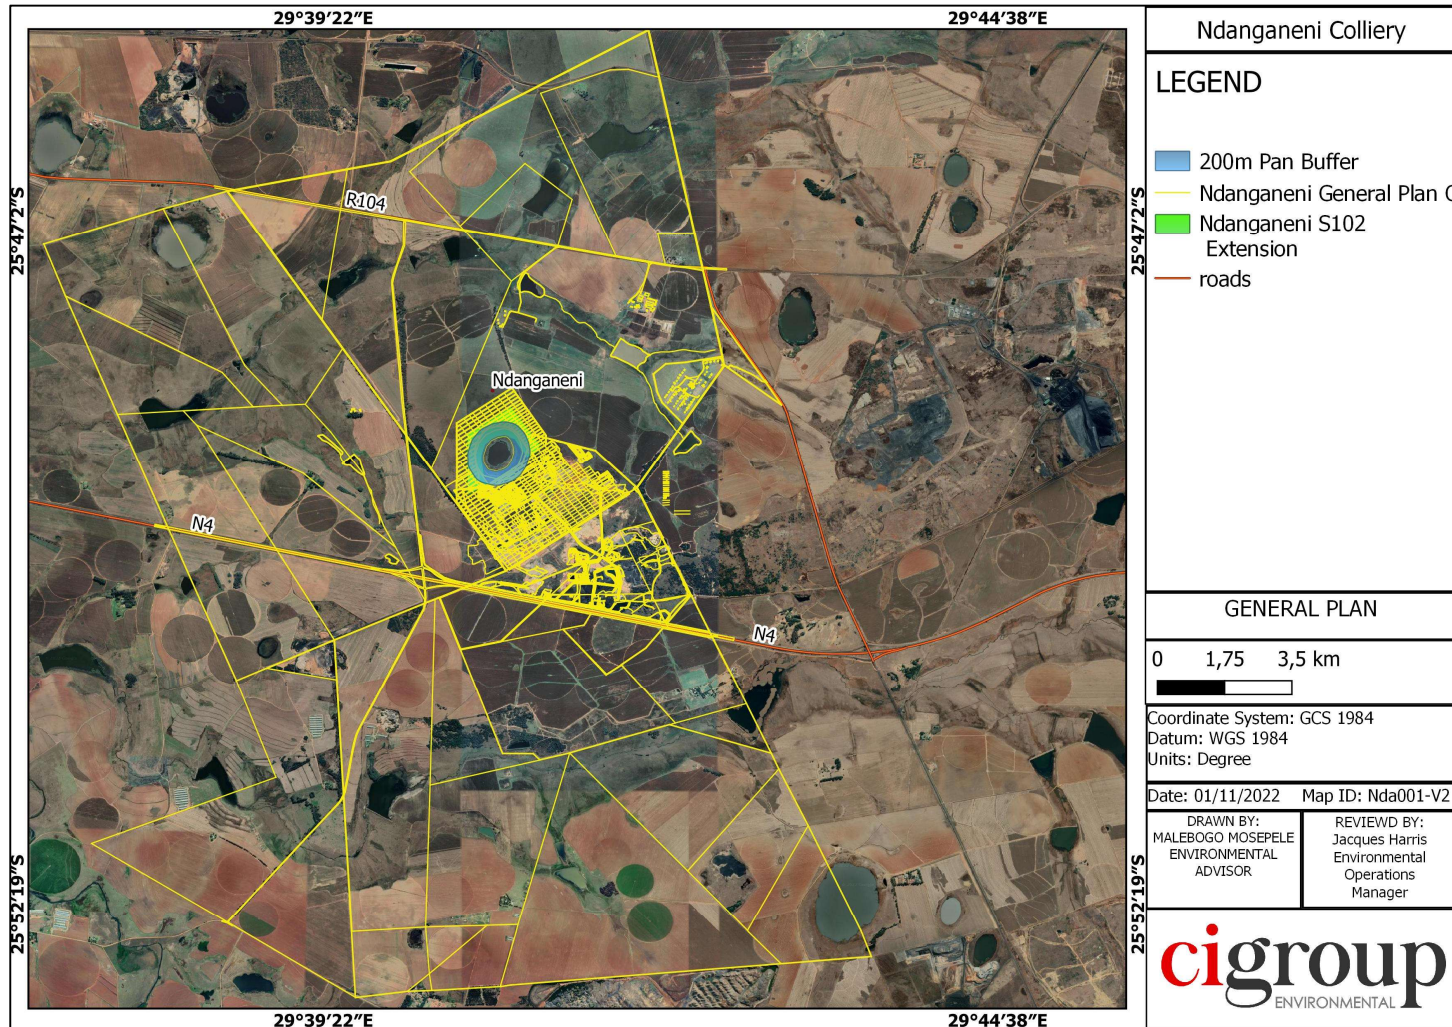 29°39′22″E
29°44′38″E
25°47′2″S
25°47′2″S
R104
Ndanganeni
N4
N4
25°52′19″S
25°52′19″S
29°39′22″E
29°44′38″E
Ndanganeni Colliery
LEGEND
200m Pan Buffer
Ndanganeni General Plan
Ndanganeni S102
Extension
roads
GENERAL PLAN
0 1,75 3,5 km
Coordinate System: GCS 1984
Datum: WGS 1984
Units: Degree
Date: 01/11/2022 Map ID: Nda001-V2
DRAWN BY:
MALEBOGO MOSEPELE
ENVIRONMENTAL
ADVISOR
REVIEWD BY:
Jacques Harris
Environmental
Operations
Manager
cigroup
ENVIRONMENTAL